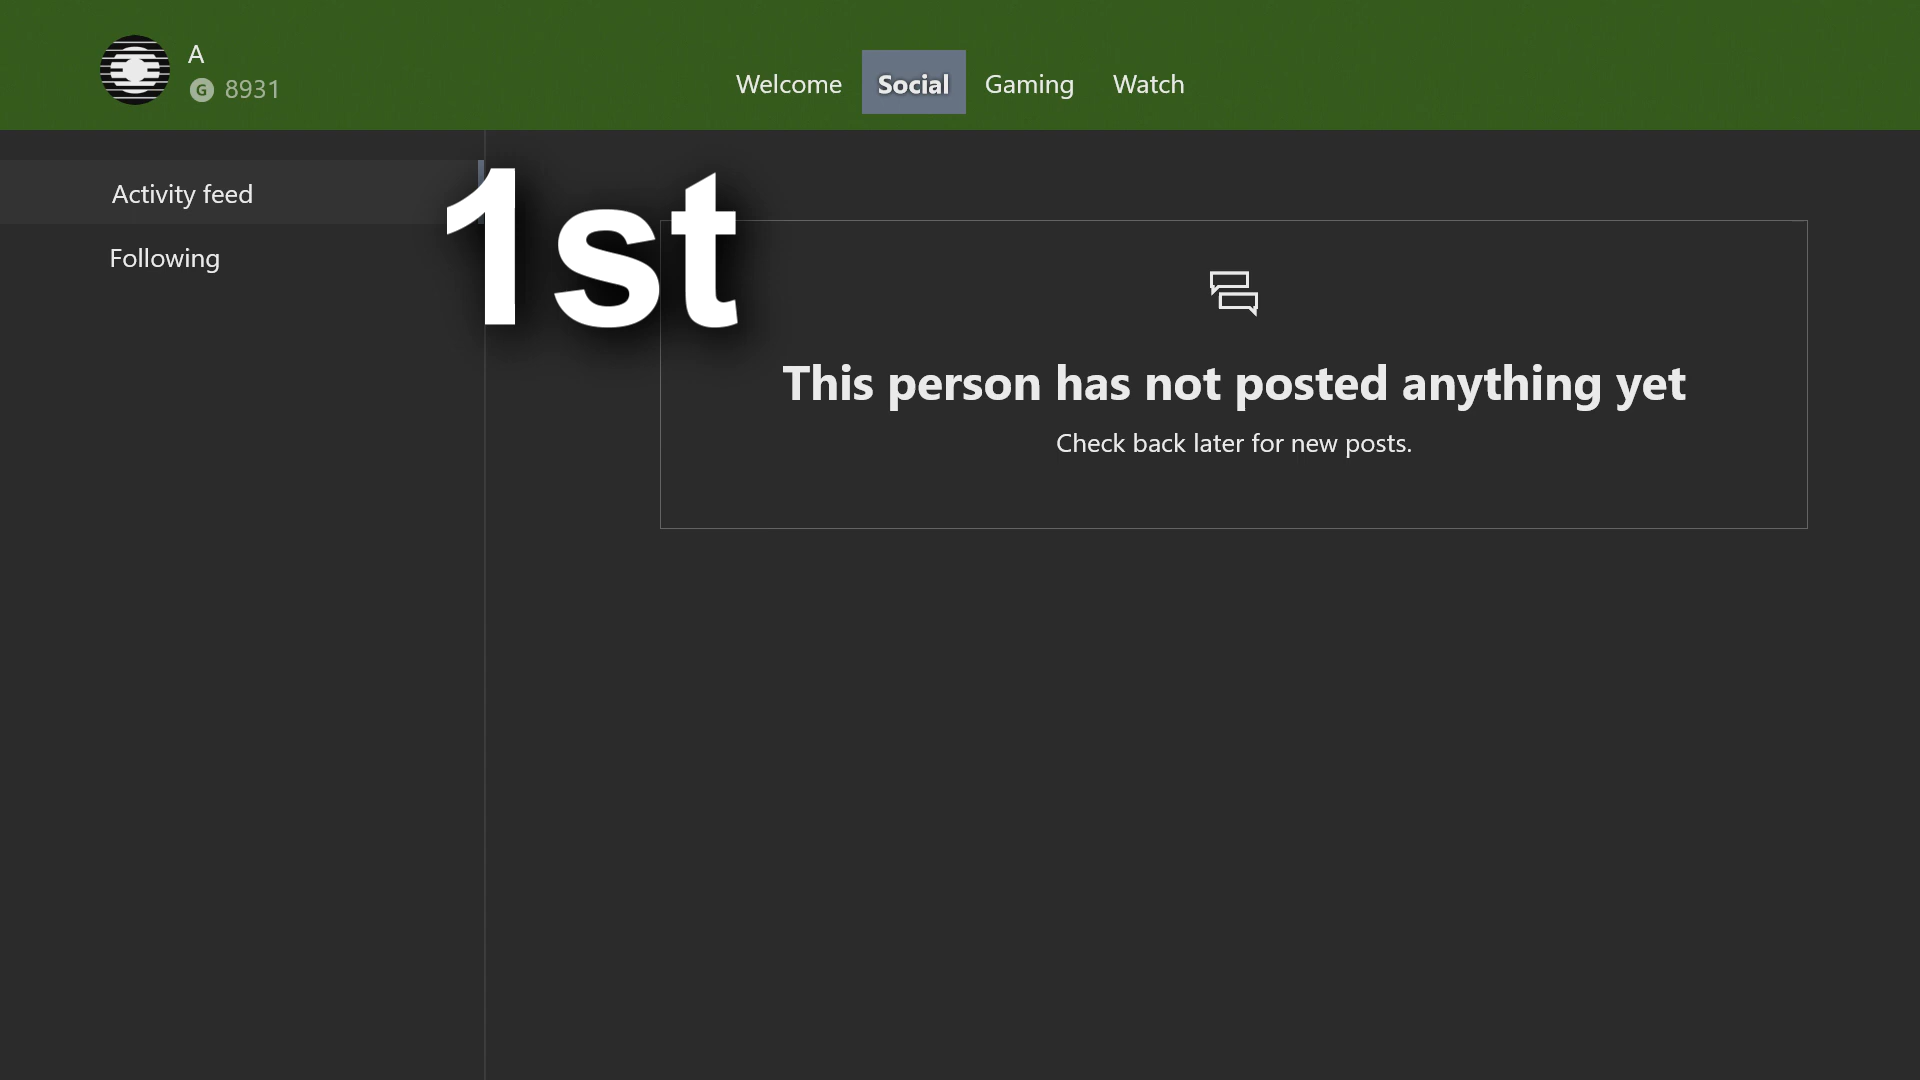 A
G 8931
Welcome Social Gaming Watch
Activity feed
Following
1st
This person has not posted anything yet
Check back later for new posts.